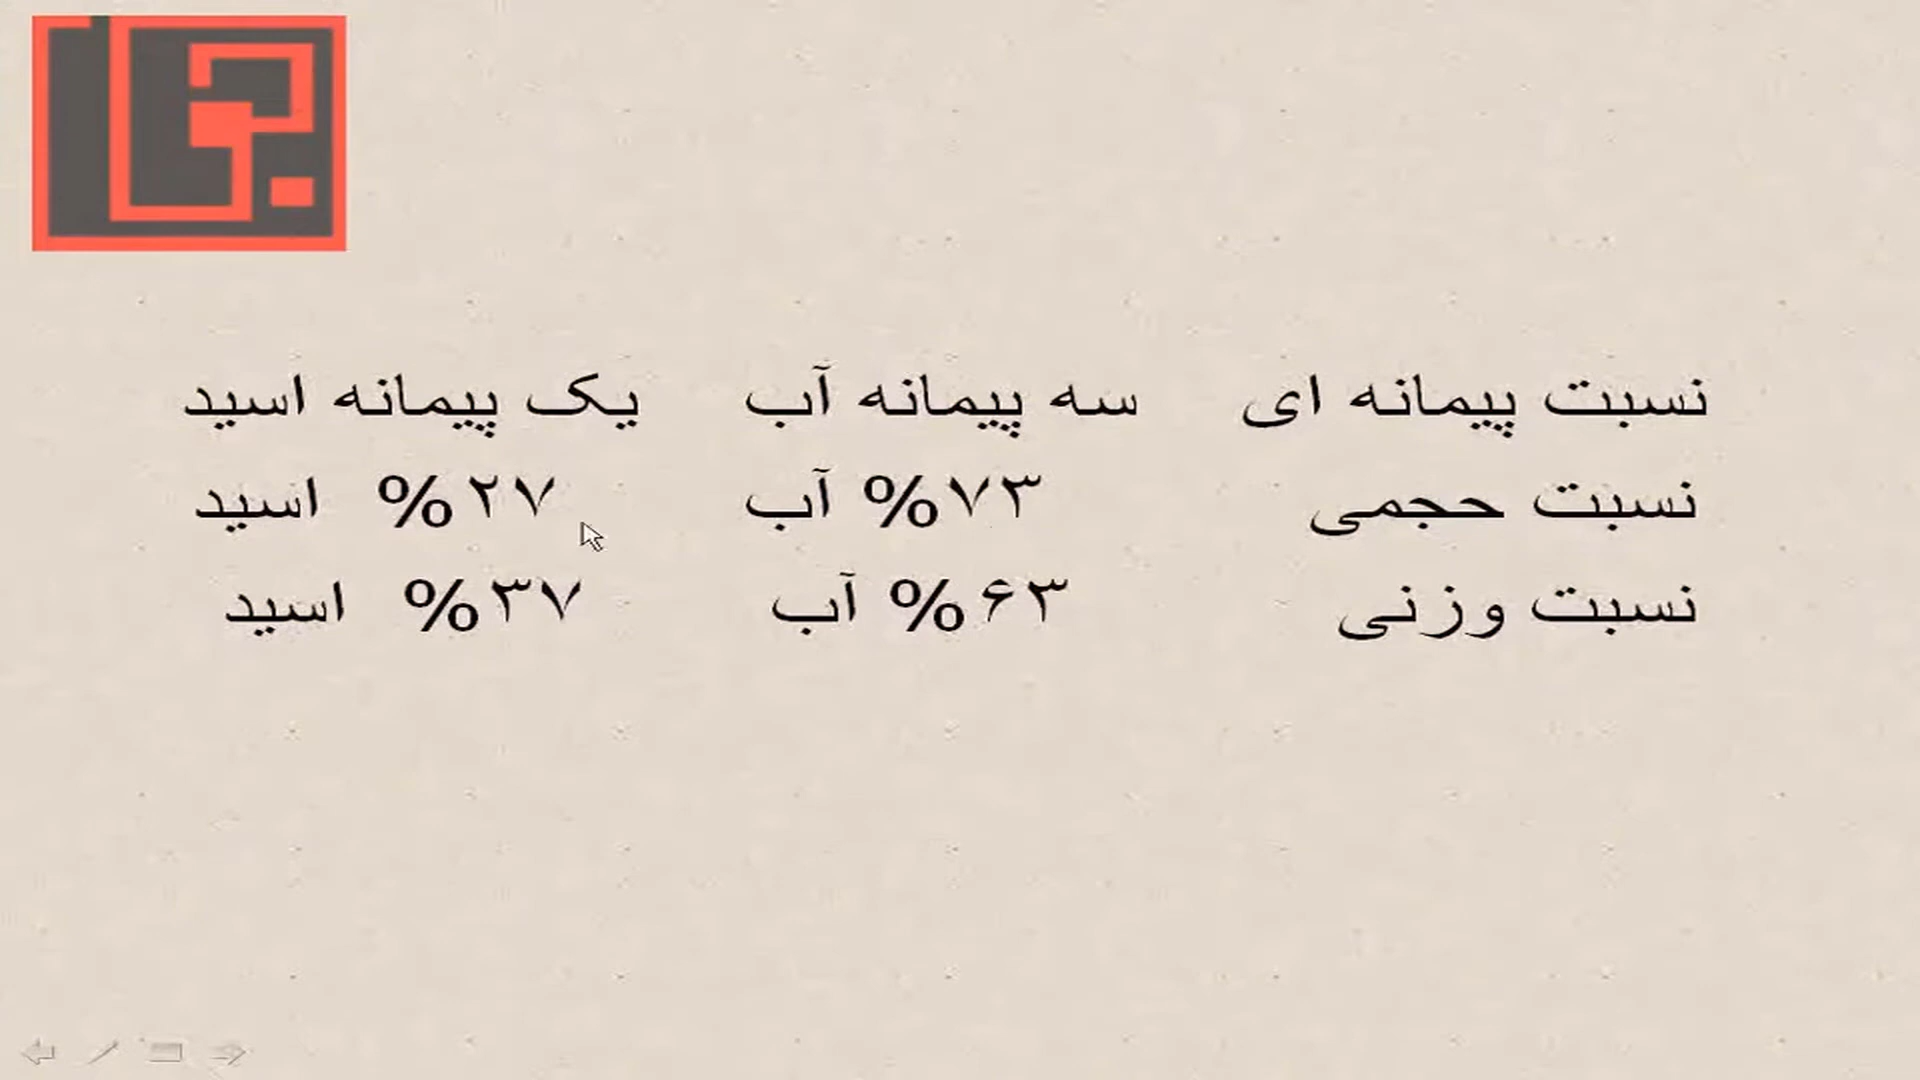 نسبت پیمانه ای سه پیمانه آب یک پیمانه اسید
نسبت حجمی ۷۳% آب ۲۷% اسید
نسبت وزنی ۶۳% آب ۳۷% اسید